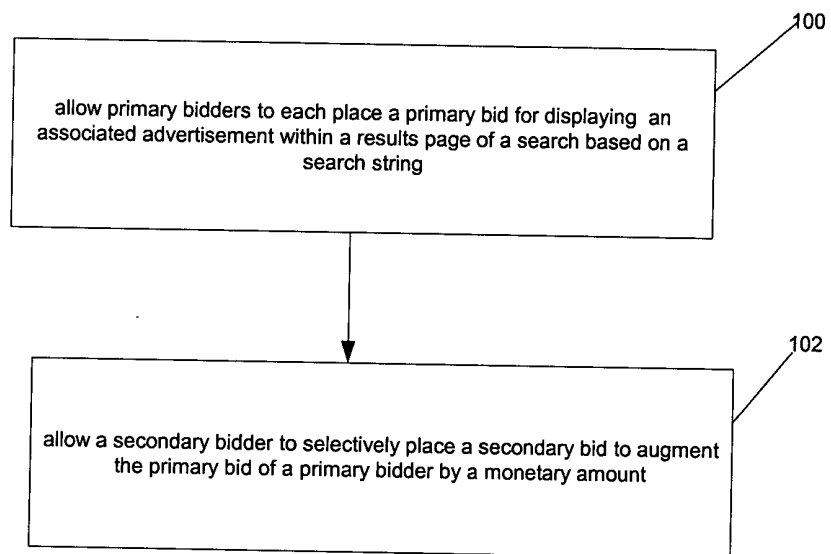 100
allow primary bidders to each place a primary bid for displaying an
associated advertisement within a results page of a search based on a
search string
102
allow a secondary bidder to selectively place a secondary bid to augment
the primary bid of a primary bidder by a monetary amount